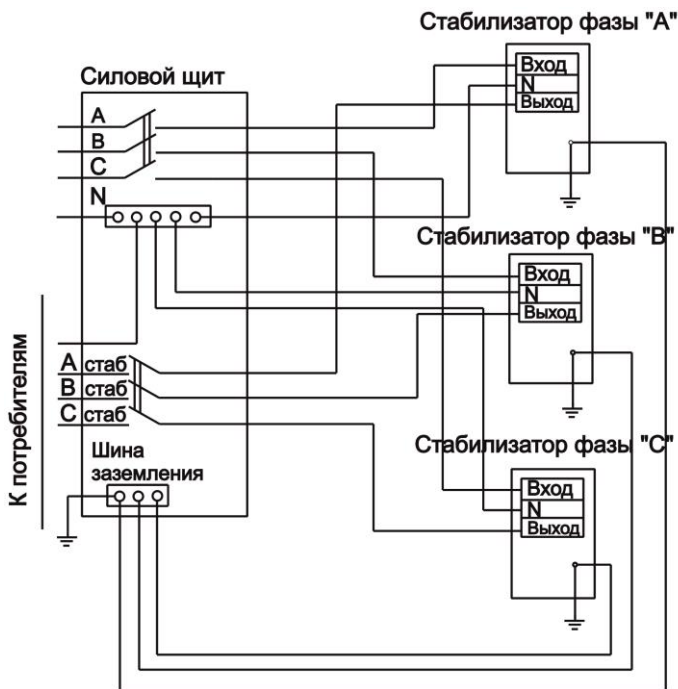 Стабилизатор фазы "A"
Вход
N
Выход
Силовой щит
A
B
C
N
Стабилизатор фазы "B"
Вход
N
Выход
К потребителям
A стаб
B стаб
C стаб
Шина
заземления
Стабилизатор фазы "C"
Вход
N
Выход